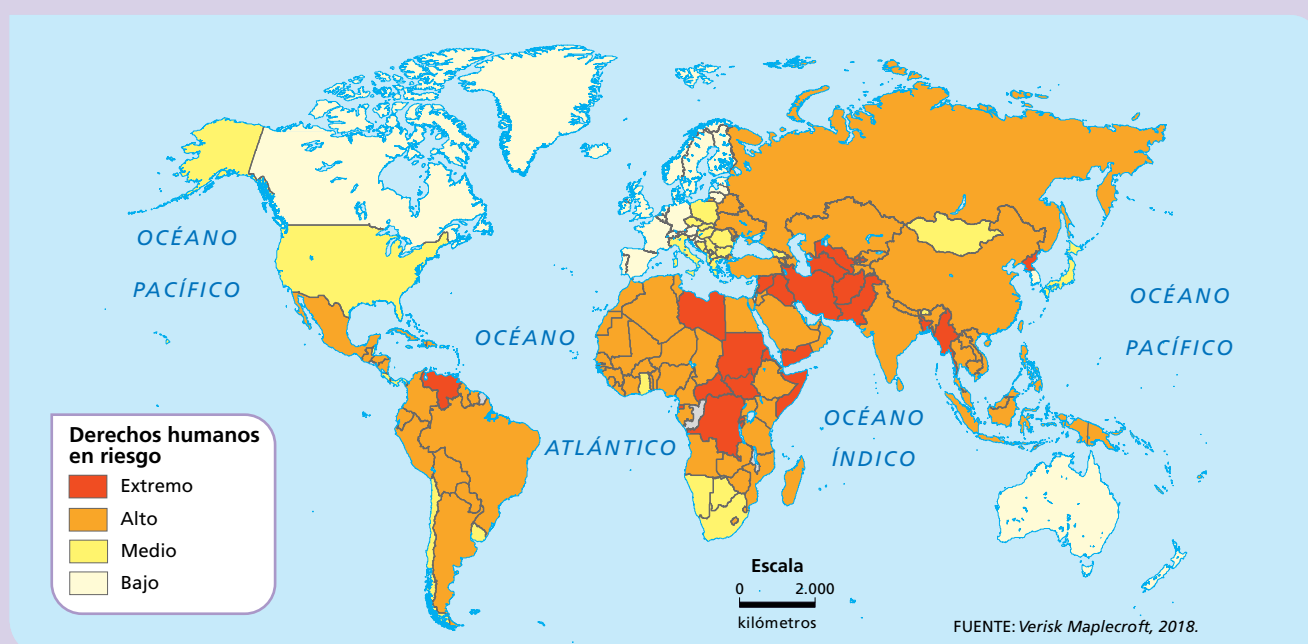 OCÉANO
PACÍFICO
OCÉANO
ATLÁNTICO
OCÉANO
ÍNDICO
OCÉANO
PACÍFICO
Derechos humanos
en riesgo
Extremo
Alto
Medio
Bajo
Escala
0 2.000
kilómetros
FUENTE: Verisk Maplecroft, 2018.